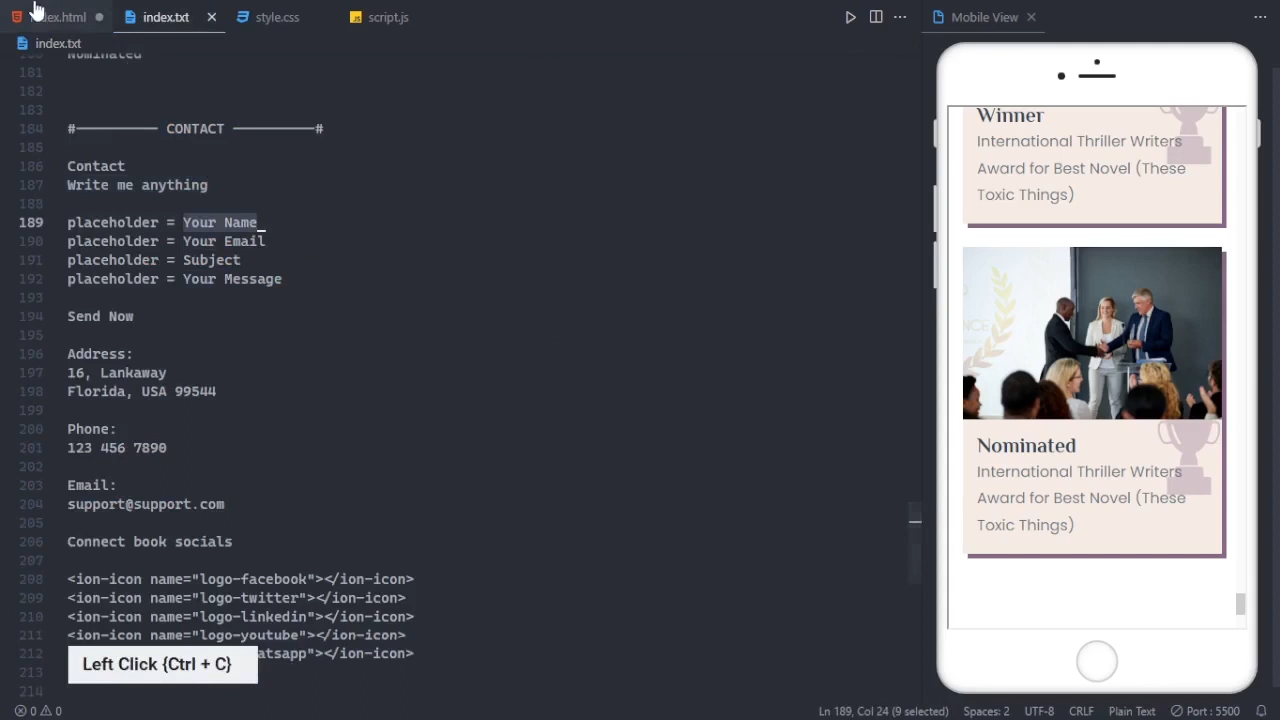 index.html
index.txt
style.css
script.js
Mobile View
index.txt
Nominated
181
182
183
184 #────────── CONTACT ──────────#
185
186 Contact
187 Write me anything
188
189 placeholder = Your Name
190 placeholder = Your Email
191 placeholder = Subject
192 placeholder = Your Message
193
194 Send Now
195
196 Address:
197 16, Lankaway
198 Florida, USA 99544
199
200 Phone:
201 123 456 7890
202
203 Email:
204 support@support.com
205
206 Connect book socials
207
208 <ion-icon name="logo-facebook"></ion-icon>
209 <ion-icon name="logo-twitter"></ion-icon>
210 <ion-icon name="logo-linkedin"></ion-icon>
211 <ion-icon name="logo-youtube"></ion-icon>
212 atsapp"></ion-icon>
213
214
Left Click {Ctrl + C}
Winner
International Thriller Writers
Award for Best Novel (These
Toxic Things)
Nominated
International Thriller Writers
Award for Best Novel (These
Toxic Things)
0 0
Ln 189, Col 24 (9 selected)
Spaces: 2
UTF-8
CRLF
Plain Text
Port : 5500